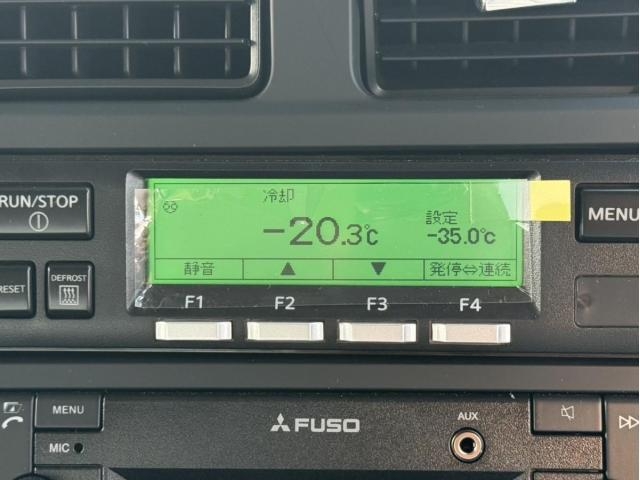 RUN/STOP
RESET
DEFROST
冷却
-20.3℃
設定
-35.0℃
静音
▲
▼
発停⇔連続
MENU
F1
F2
F3
F4
MENU
MIC
FUSO
AUX